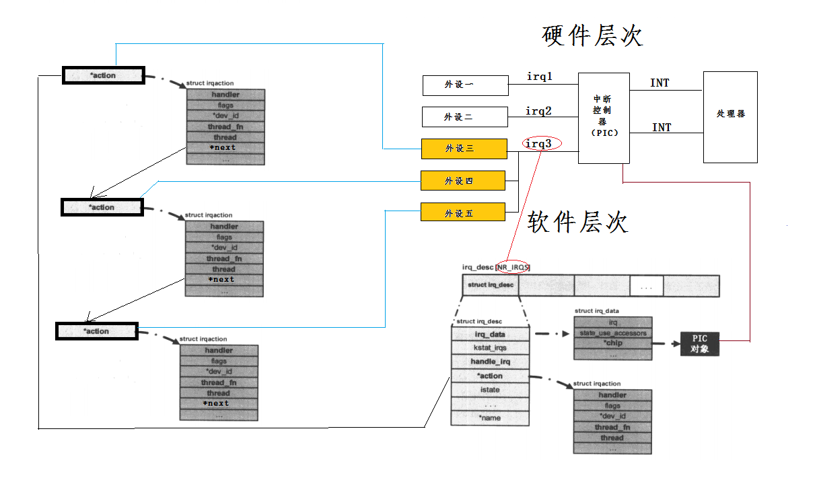 硬件层次
*action
struct irqaction
handler
flags
*dev_id
thread_fn
thread
*next
...
外设一
irq1
外设二
irq2
外设三
irq3
外设四
外设五
中断
控制
器
(PIC)
INT
INT
处理器
软件层次
*action
struct irqaction
handler
flags
*dev_id
thread_fn
thread
*next
...
*action
struct irqaction
handler
flags
*dev_id
thread_fn
thread
*next
...
irq_desc [NR_IRQS]
struct irq_desc
...
struct irq_desc
irq_data
kstat_irqs
handle_irq
*action
istate
...
*name
struct irq_data
irq
state_use_accessors
*chip
...
PIC
对象
struct irqaction
handler
flags
*dev_id
thread_fn
thread
...